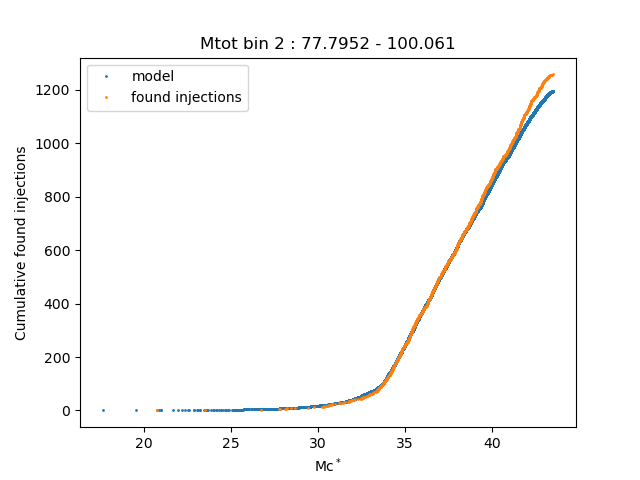 Mtot bin 2 : 77.7952 - 100.061
model
found injections
Cumulative found injections
1200
1000
800
600
400
200
0
20 25 30 35 40
Mc*